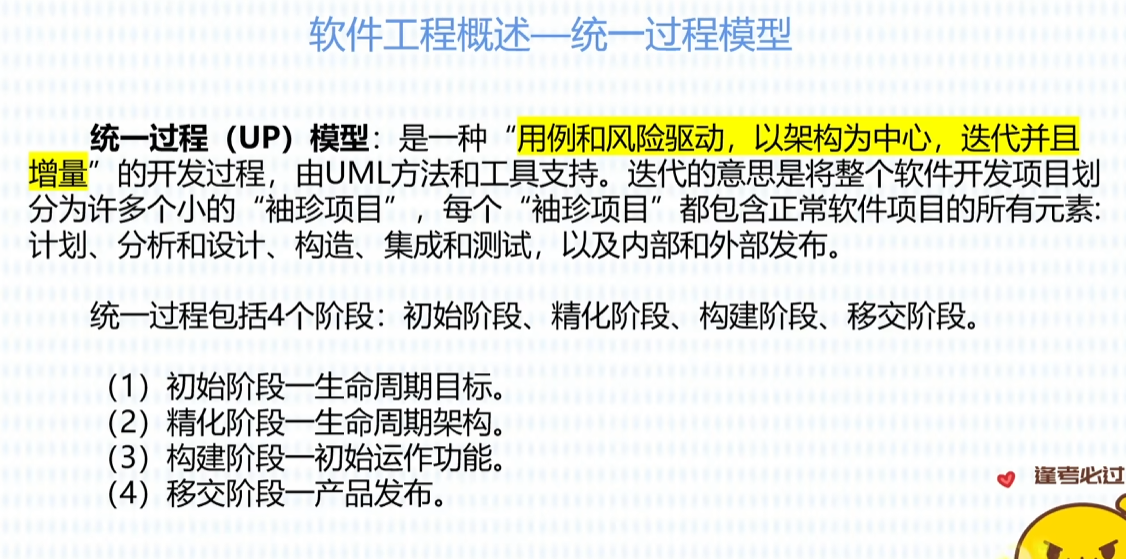 软件工程概述—统一过程模型
统一过程（UP）模型：是一种“用例和风险驱动，以架构为中心，迭代并且
增量”的开发过程，由UML方法和工具支持。迭代的意思是将整个软件开发项目划
分为许多个小的“袖珍项目”，每个“袖珍项目”都包含正常软件项目的所有元素:
计划、分析和设计、构造、集成和测试，以及内部和外部发布。
统一过程包括4个阶段：初始阶段、精化阶段、构建阶段、移交阶段。
（1）初始阶段—生命周期目标。
（2）精化阶段—生命周期架构。
（3）构建阶段—初始运作功能。
（4）移交阶段—产品发布。
逢考必过